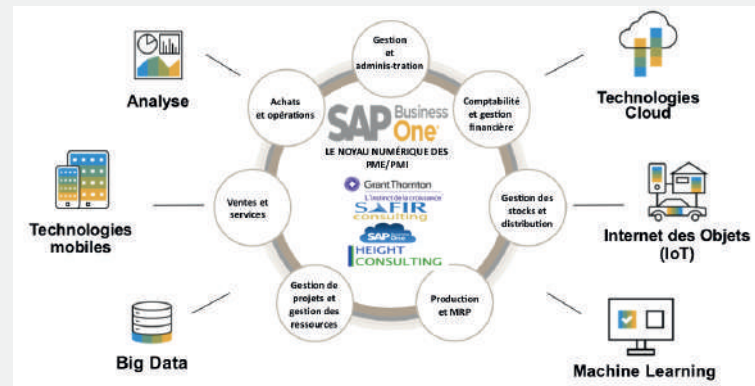 Analyse
Technologies
mobiles
Big Data
Gestion
et
adminis-tration
Achats
et opérations
Comptabilité
et gestion
financière
Ventes et
services
Gestion des
stocks et
distribution
Gestion de
projets et
gestion des
ressources
Production
et MRP
SAP Business
One
LE NOYAU NUMÉRIQUE DES
PME/PMI
Grant Thornton
L'instinct de la croissance
SAFIR
consulting
SAP Business
One
HEIGHT
CONSULTING
Technologies
Cloud
Internet des Objets
(IoT)
Machine Learning